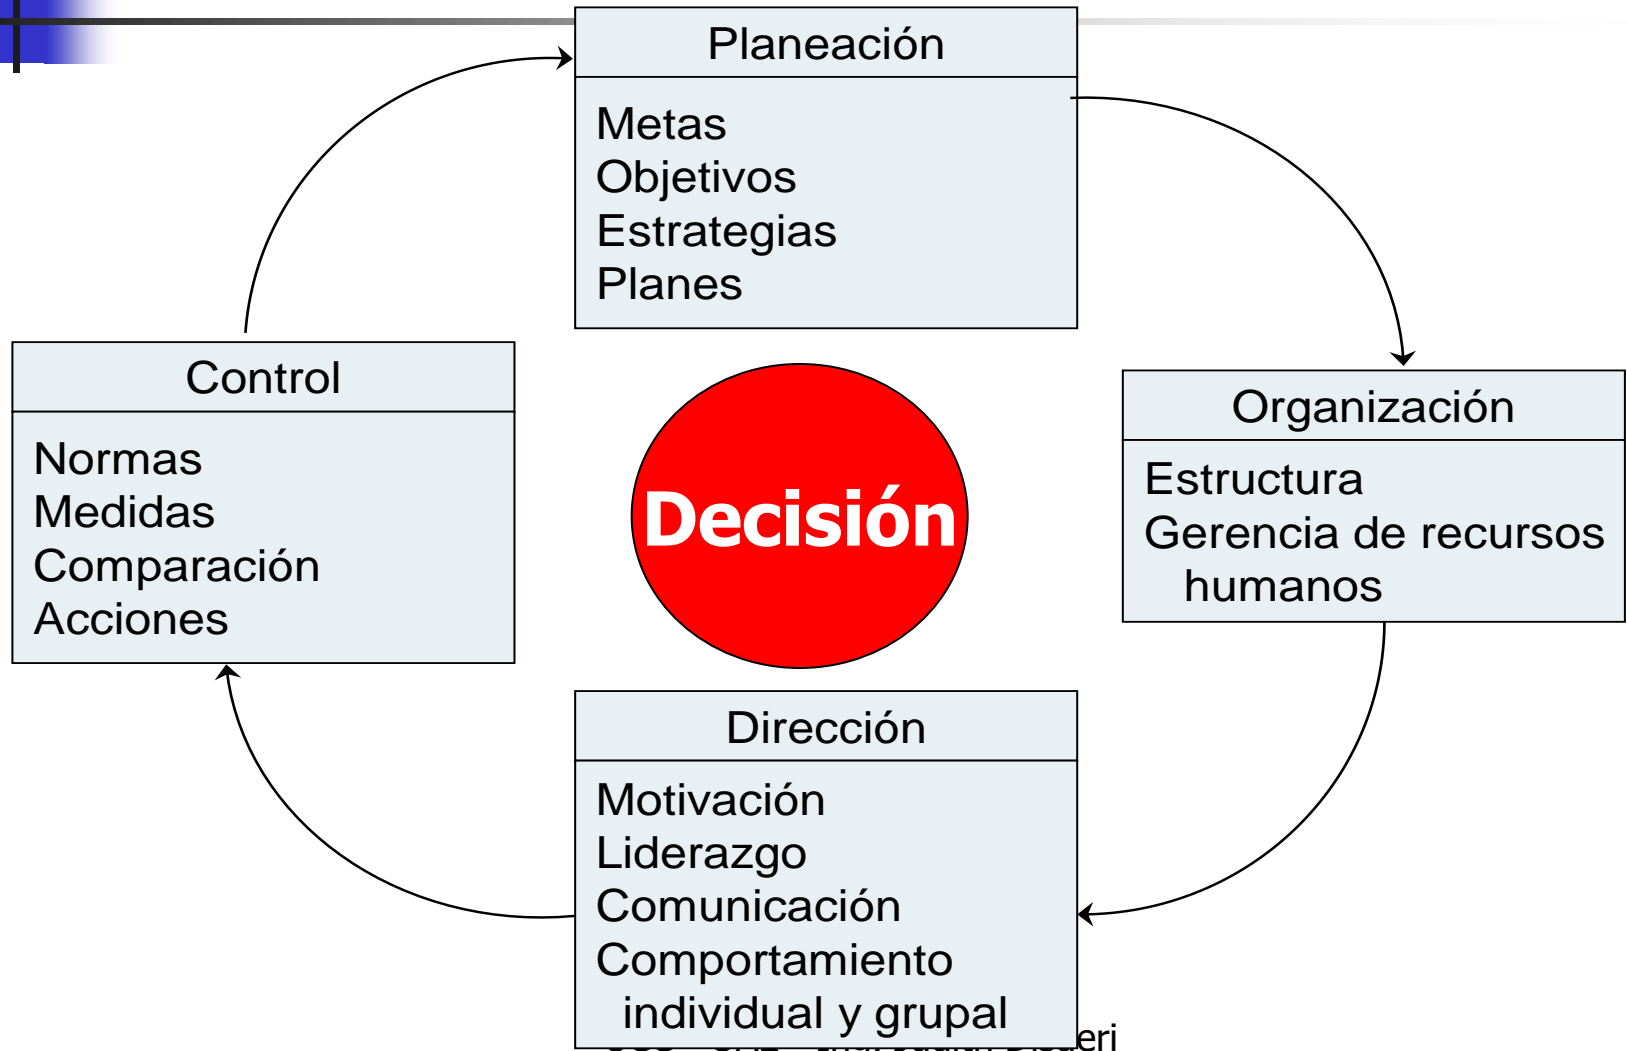 Planeación
Metas
Objetivos
Estrategias
Planes
Control
Normas
Medidas
Comparación
Acciones
Decisión
Organización
Estructura
Gerencia de recursos
humanos
Dirección
Motivación
Liderazgo
Comunicación
Comportamiento
individual y grupal